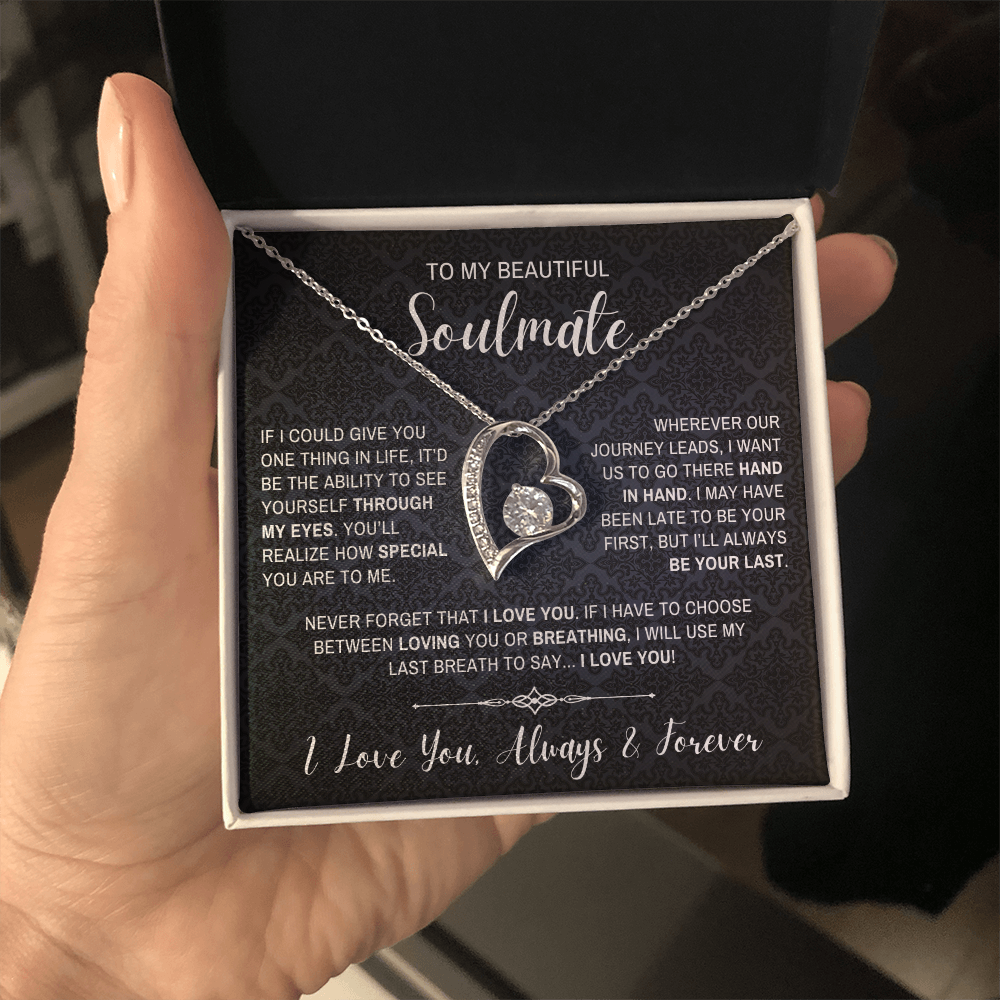 TO MY BEAUTIFUL
Soulmate
IF I COULD GIVE YOU
ONE THING IN LIFE, IT'D
BE THE ABILITY TO SEE
YOURSELF THROUGH
MY EYES. YOU'LL
REALIZE HOW SPECIAL
YOU ARE TO ME.
WHEREVER OUR
JOURNEY LEADS, I WANT
US TO GO THERE HAND
IN HAND. I MAY HAVE
BEEN LATE TO BE YOUR
FIRST, BUT I'LL ALWAYS
BE YOUR LAST.
NEVER FORGET THAT I LOVE YOU. IF I HAVE TO CHOOSE
BETWEEN LOVING YOU OR BREATHING, I WILL USE MY
LAST BREATH TO SAY... I LOVE YOU!
I Love You, Always & Forever